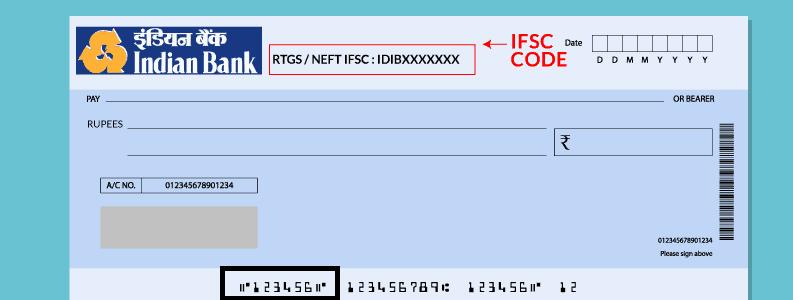 इंडियन बैंक
Indian Bank
RTGS / NEFT IFSC : IDIBXXXXXXX
IFSC
CODE
Date
D D M M Y Y Y Y
PAY OR BEARER
RUPEES
₹
A/C NO. 012345678901234
012345678901234
Please sign above
⑈123456⑈ 123456789⑆ 123456⑈ 12